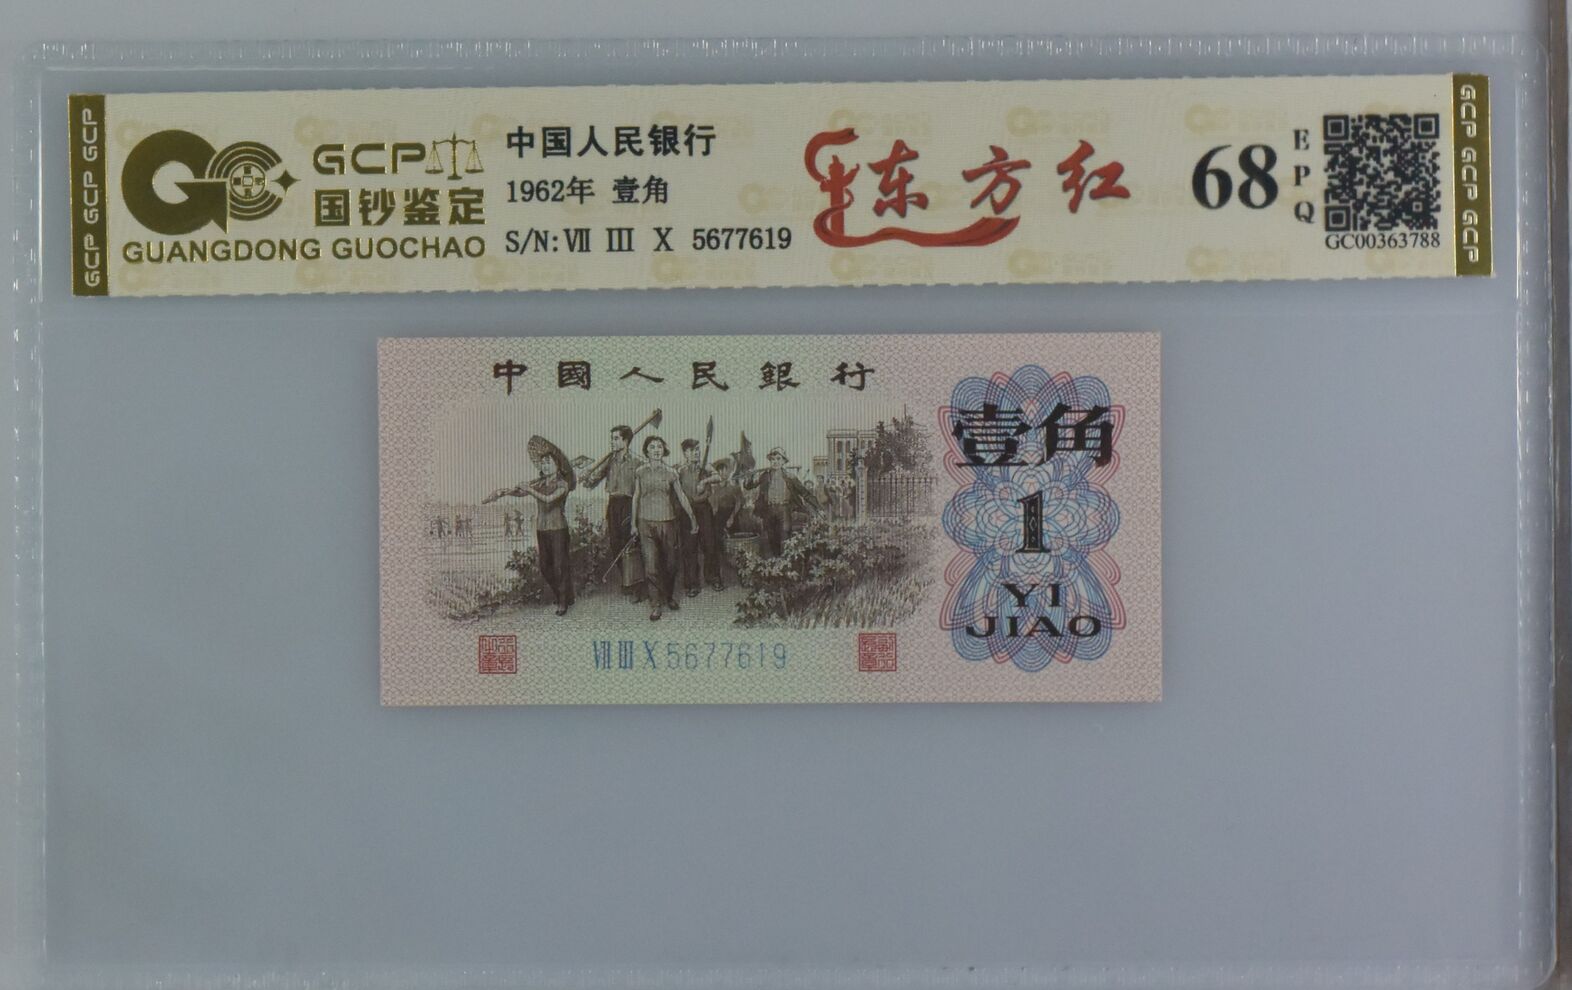 GCP GCP GCP
GCP
国钞鉴定
GUANGDONG GUOCHAO
中国人民银行
1962年 壹角
S/N: Ⅶ Ⅲ Ⅹ 5677619
东方红
68
EPQ
GC00363788
GCP GCP GCP
中國人民銀行
壹角
1
YI
JIAO
Ⅶ Ⅲ Ⅹ 5677619